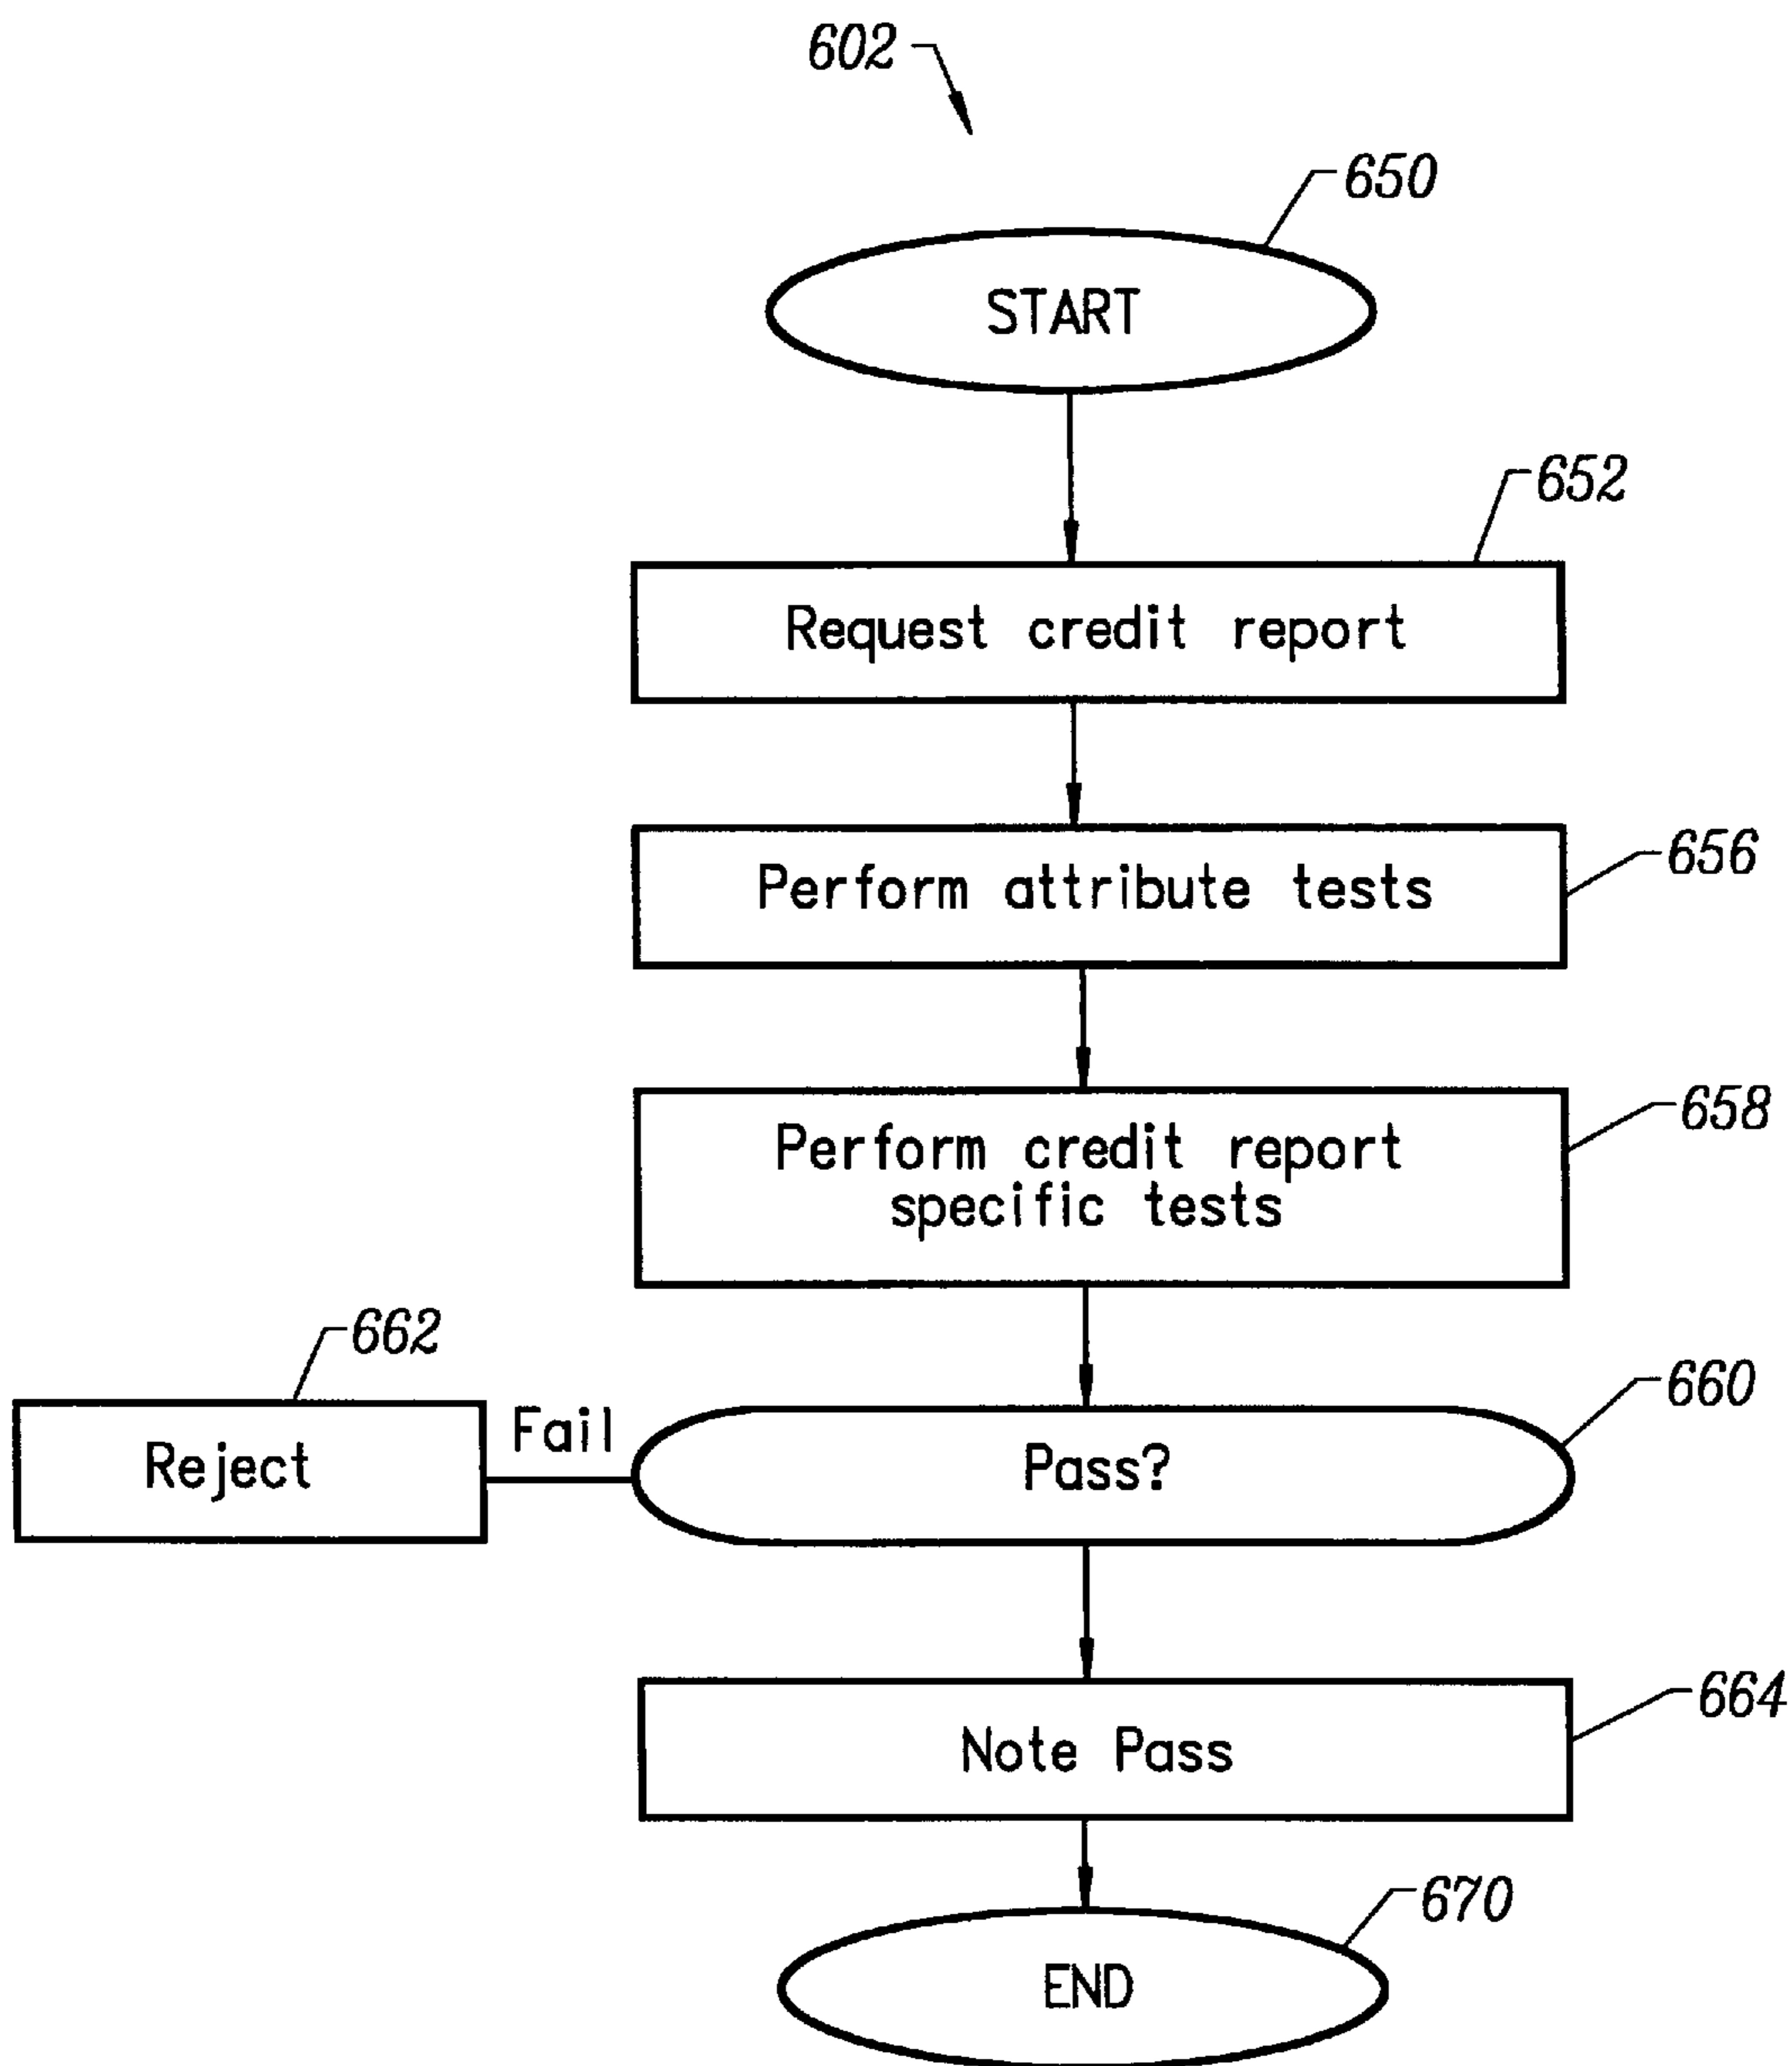 602
650
START
652
Request credit report
656
Perform attribute tests
658
Perform credit report
specific tests
662
660
Reject
Fail
Pass?
664
Note Pass
670
END